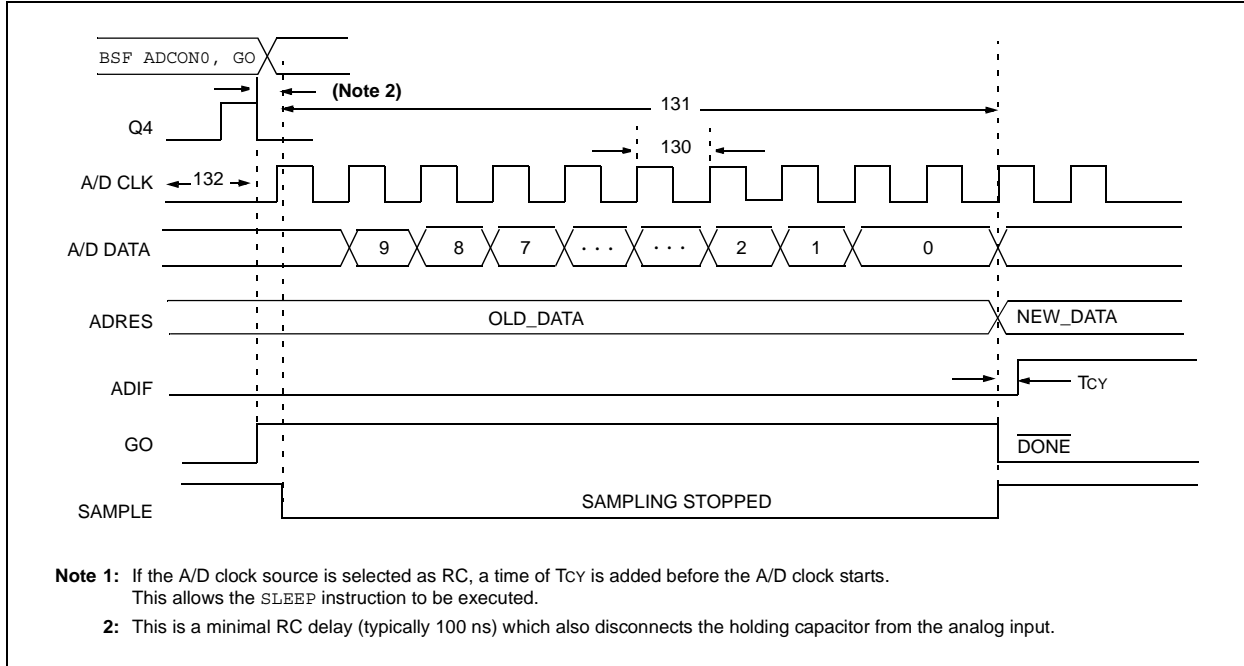 BSF ADCON0, GO
(Note 2)
131
Q4
130
A/D CLK
132
A/D DATA
9 8 7 · · · · · · 2 1 0
ADRES
OLD_DATA
NEW_DATA
ADIF
TCY
GO
DONE
SAMPLE
SAMPLING STOPPED
Note 1: If the A/D clock source is selected as RC, a time of TCY is added before the A/D clock starts.
This allows the SLEEP instruction to be executed.
2: This is a minimal RC delay (typically 100 ns) which also disconnects the holding capacitor from the analog input.